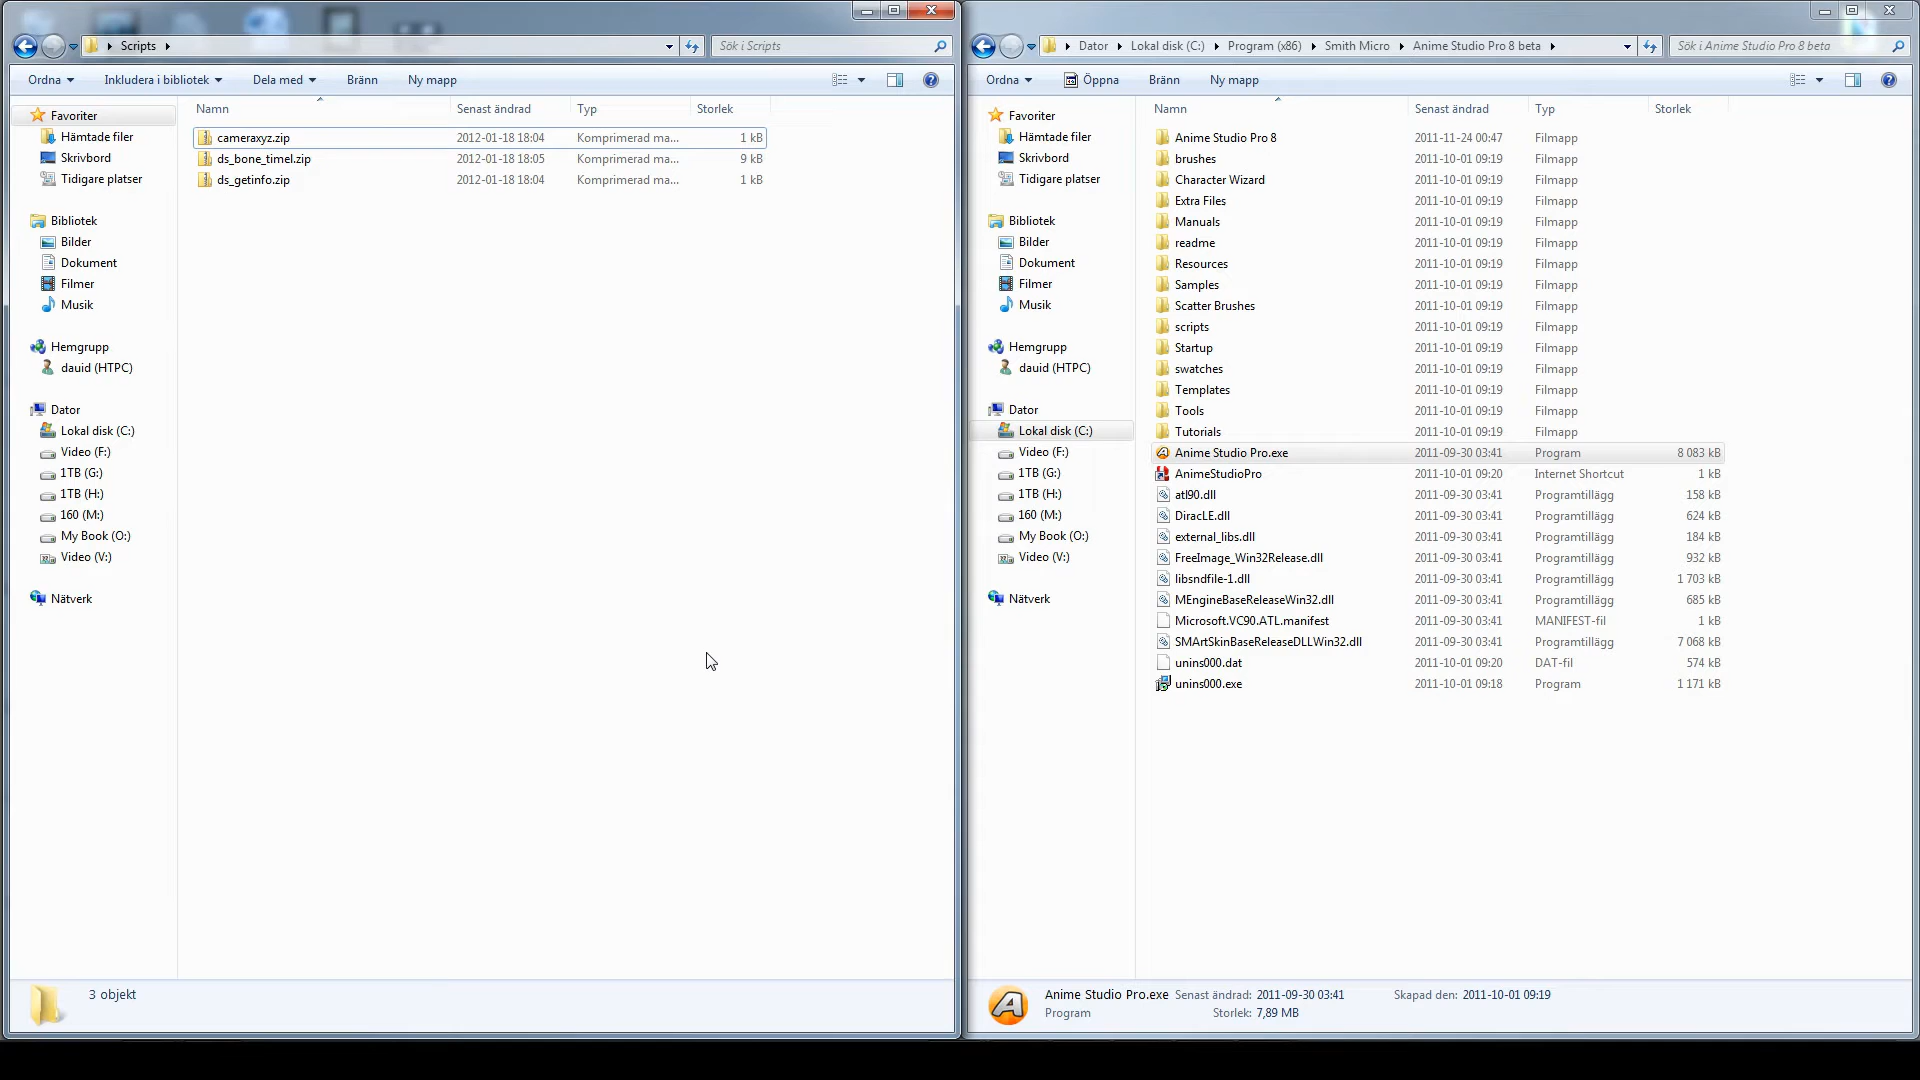 Scripts
Sök i Scripts
Ordna
Inkludera i bibliotek
Dela med
Bränn
Ny mapp
Favoriter
Hämtade filer
Skrivbord
Tidigare platser
Bibliotek
Bilder
Dokument
Filmer
Musik
Hemgrupp
dauid (HTPC)
Dator
Lokal disk (C:)
Video (F:)
1TB (G:)
1TB (H:)
160 (M:)
My Book (O:)
Video (V:)
Nätverk
Namn Senast ändrad Typ Storlek
cameraxyz.zip 2012-01-18 18:04 Komprimerad ma... 1 kB
ds_bone_timel.zip 2012-01-18 18:05 Komprimerad ma... 9 kB
ds_getinfo.zip 2012-01-18 18:04 Komprimerad ma... 1 kB
3 objekt
Dator Lokal disk (C:) Program (x86) Smith Micro Anime Studio Pro 8 beta
Sök i Anime Studio Pro 8 beta
Ordna
Öppna
Bränn
Ny mapp
Favoriter
Hämtade filer
Skrivbord
Tidigare platser
Bibliotek
Bilder
Dokument
Filmer
Musik
Hemgrupp
dauid (HTPC)
Dator
Lokal disk (C:)
Video (F:)
1TB (G:)
1TB (H:)
160 (M:)
My Book (O:)
Video (V:)
Nätverk
Namn Senast ändrad Typ Storlek
Anime Studio Pro 8 2011-11-24 00:47 Filmapp
brushes 2011-10-01 09:19 Filmapp
Character Wizard 2011-10-01 09:19 Filmapp
Extra Files 2011-10-01 09:19 Filmapp
Manuals 2011-10-01 09:19 Filmapp
readme 2011-10-01 09:19 Filmapp
Resources 2011-10-01 09:19 Filmapp
Samples 2011-10-01 09:19 Filmapp
Scatter Brushes 2011-10-01 09:19 Filmapp
scripts 2011-10-01 09:19 Filmapp
Startup 2011-10-01 09:19 Filmapp
swatches 2011-10-01 09:19 Filmapp
Templates 2011-10-01 09:19 Filmapp
Tools 2011-10-01 09:19 Filmapp
Tutorials 2011-10-01 09:19 Filmapp
Anime Studio Pro.exe 2011-09-30 03:41 Program 8 083 kB
AnimeStudioPro 2011-10-01 09:20 Internet Shortcut 1 kB
atl90.dll 2011-09-30 03:41 Programtillägg 158 kB
DiracLE.dll 2011-09-30 03:41 Programtillägg 624 kB
external_libs.dll 2011-09-30 03:41 Programtillägg 184 kB
FreeImage_Win32Release.dll 2011-09-30 03:41 Programtillägg 932 kB
libsndfile-1.dll 2011-09-30 03:41 Programtillägg 1 703 kB
MEngineBaseReleaseWin32.dll 2011-09-30 03:41 Programtillägg 685 kB
Microsoft.VC90.ATL.manifest 2011-09-30 03:41 MANIFEST-fil 1 kB
SMArtSkinBaseReleaseDLLWin32.dll 2011-09-30 03:41 Programtillägg 7 068 kB
unins000.dat 2011-10-01 09:20 DAT-fil 574 kB
unins000.exe 2011-10-01 09:18 Program 1 171 kB
Anime Studio Pro.exe Senast ändrad: 2011-09-30 03:41 Skapad den: 2011-10-01 09:19
Program Storlek: 7,89 MB